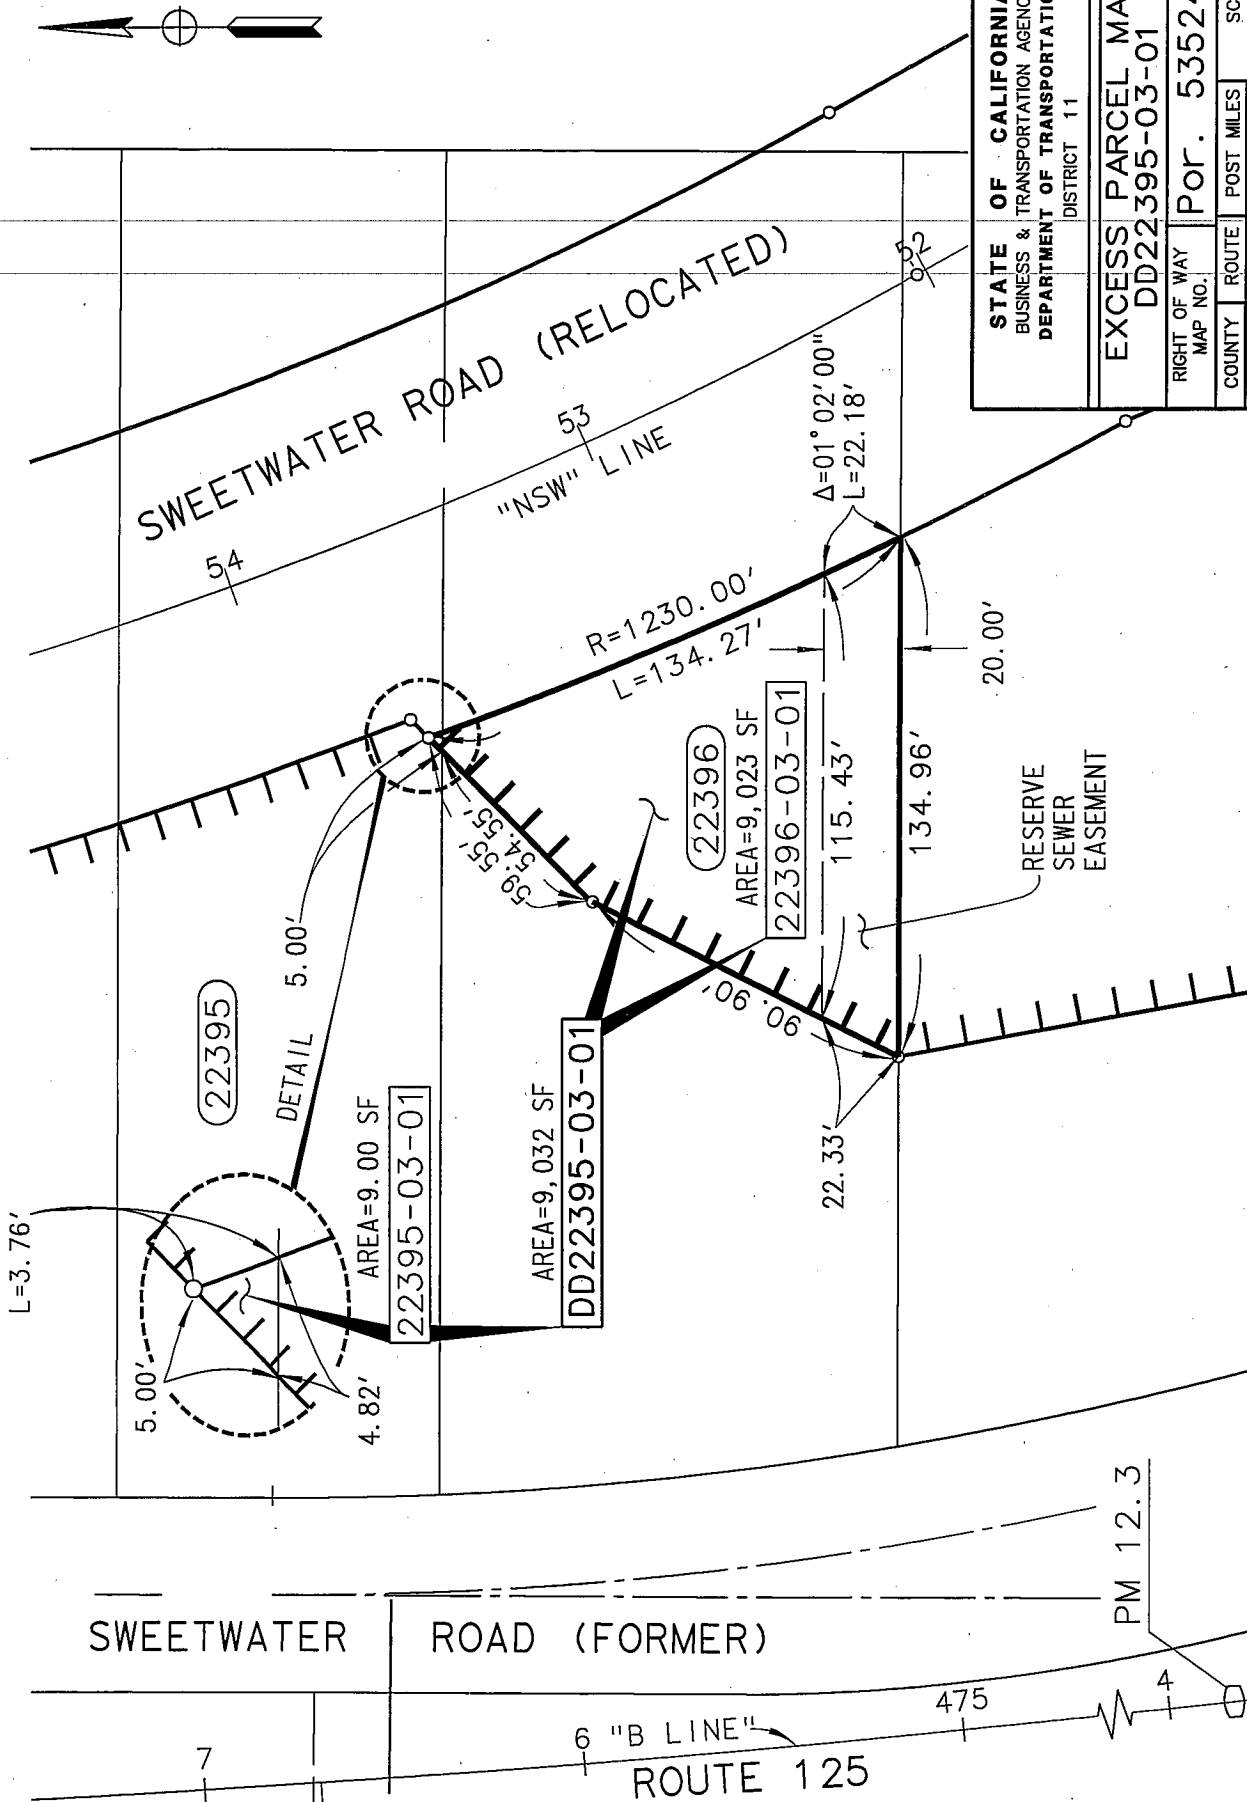 L=3.76'
5.00'
4.82'
22395
DETAIL
5.00'
AREA=9.00 SF
22395-03-01
AREA=9,032 SF
DD22395-03-01
54
SWEETWATER ROAD (RELOCATED)
53
"NSW" LINE
52
R=1230.00'
L=134.27'
Δ=01°02'00"
L=22.18'
59.55'
54.55'
90.90'
22396
AREA=9,023 SF
22396-03-01
115.43'
134.96'
20.00'
22.33'
RESERVE
SEWER
EASEMENT
SWEETWATER ROAD (FORMER)
PM 12.3
7
6
"B LINE"
475
4
ROUTE 125
STATE OF CALIFORNIA
BUSINESS & TRANSPORTATION AGENC
DEPARTMENT OF TRANSPORTATIO
DISTRICT 11
EXCESS PARCEL MA
DD22395-03-01
RIGHT OF WAY
MAP NO.
Por. 53524
COUNTY
ROUTE
POST MILES
SC